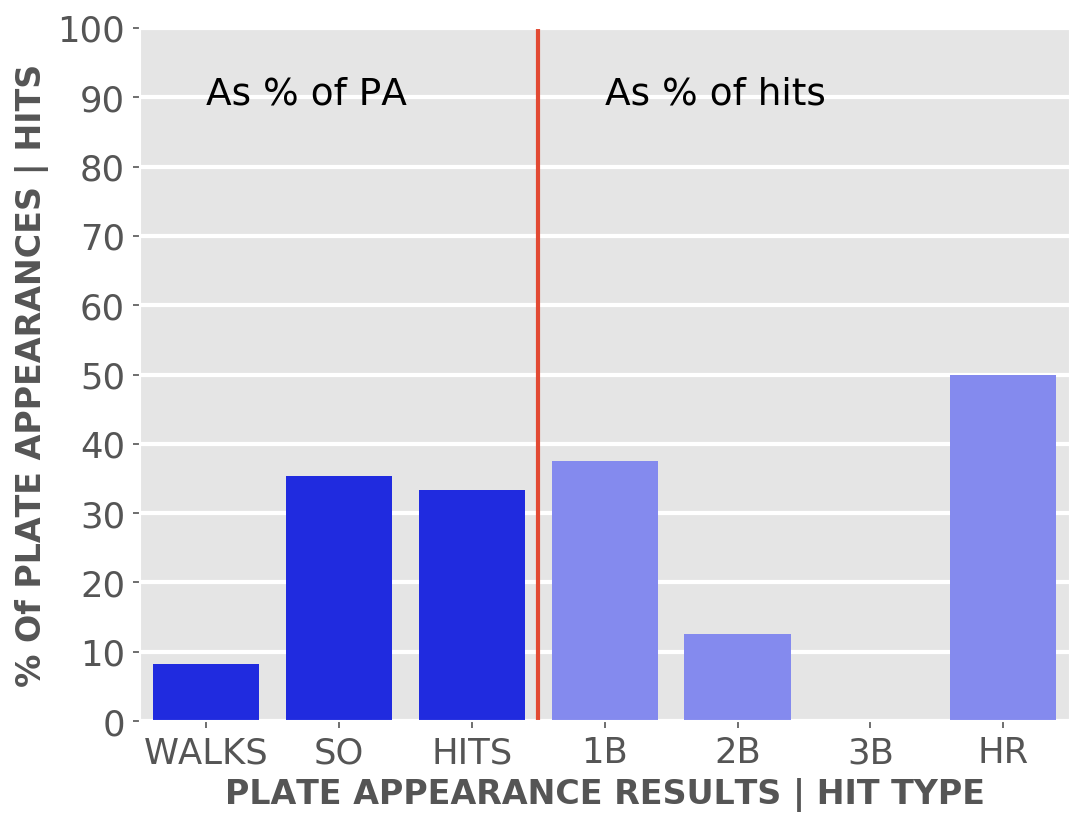 100
90
80
70
60
50
40
30
20
10
0
% Of PLATE APPEARANCES | HITS
As % of PA
As % of hits
WALKS SO HITS 1B 2B 3B HR
PLATE APPEARANCE RESULTS | HIT TYPE